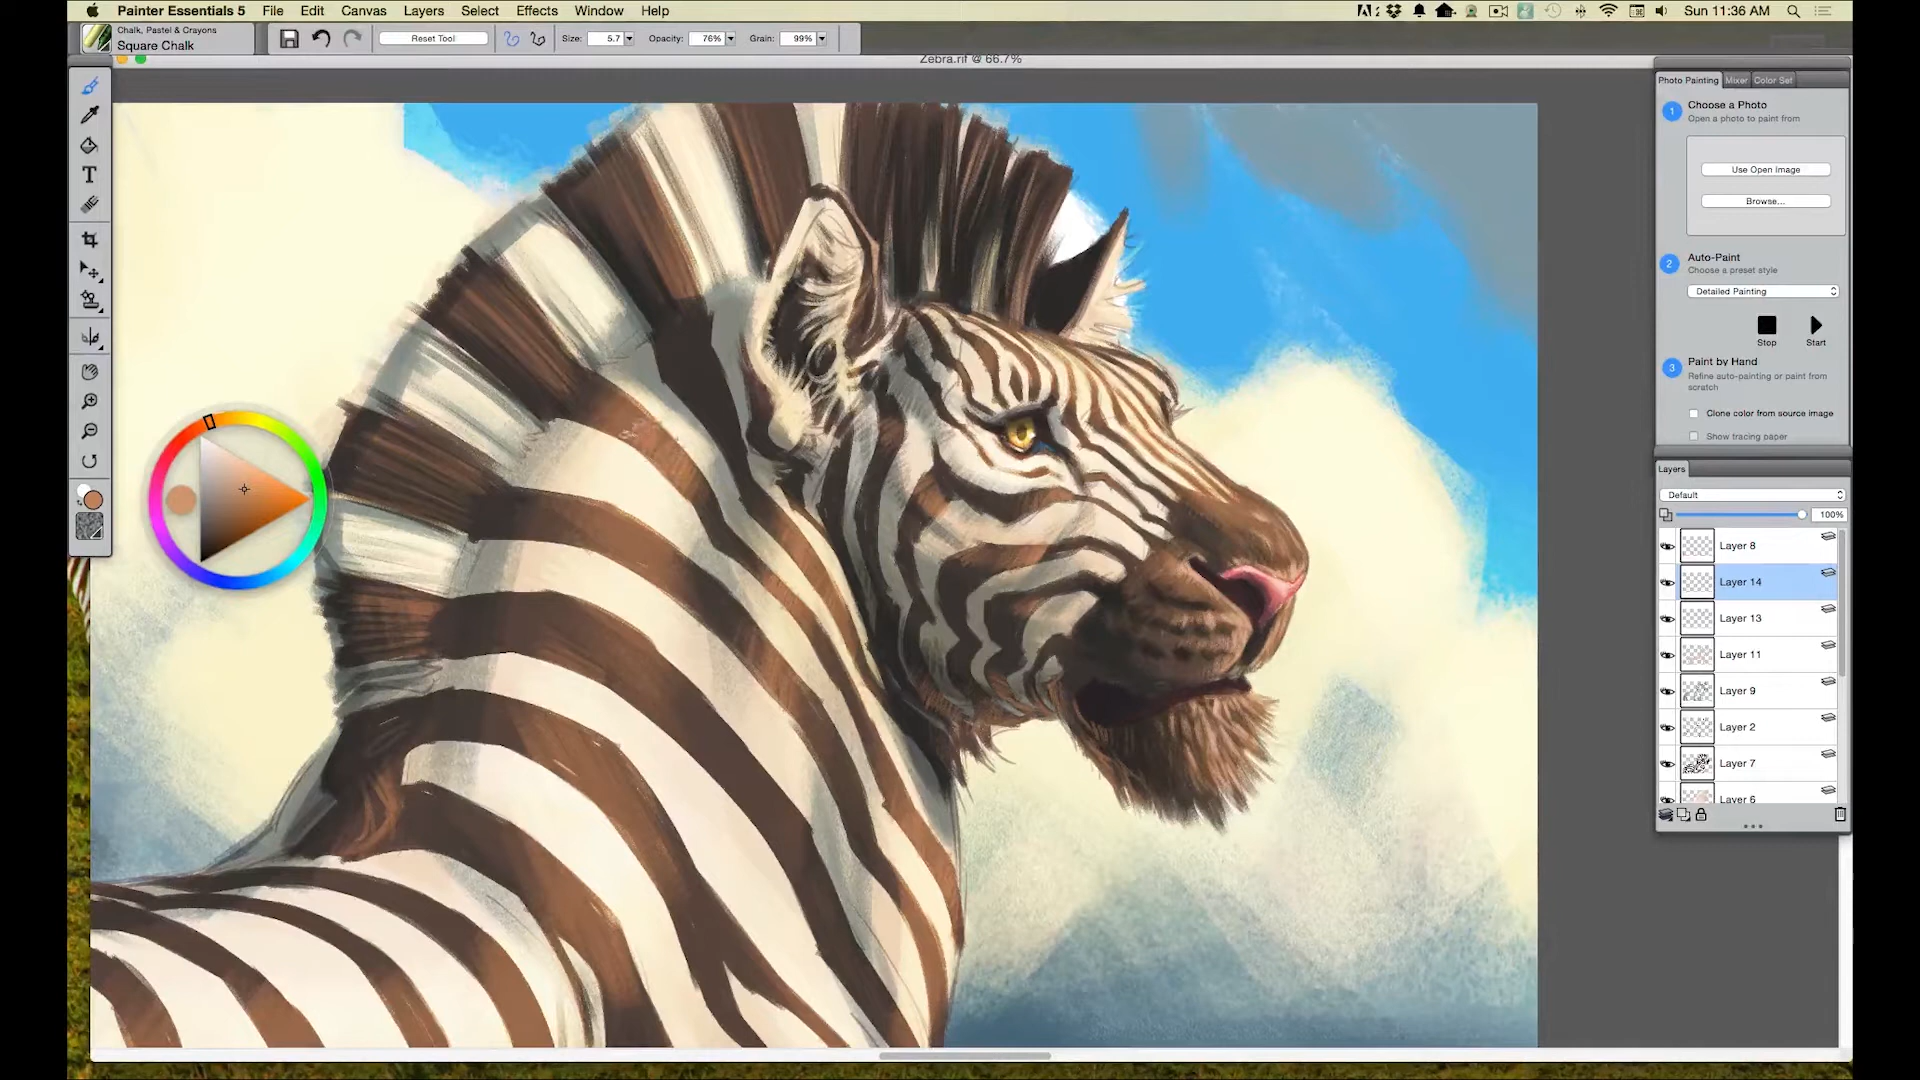 Painter Essentials 5 File Edit Canvas Layers Select Effects Window Help
Sun 11:36 AM
Chalk, Pastel & Crayons
Square Chalk
Reset Tool
Size: 5.7
Opacity: 76%
Grain: 99%
Zebra.rif @ 66.7%
T
Photo Painting Mixer Color Set
1 Choose a Photo
Open a photo to paint from
Use Open Image
Browse...
2 Auto-Paint
Choose a preset style
Detailed Painting
Stop Start
3 Paint by Hand
Refine auto-painting or paint from
scratch
Clone color from source image
Show tracing paper
Layers
Default
100%
Layer 8
Layer 14
Layer 13
Layer 11
Layer 9
Layer 2
Layer 7
Layer 6